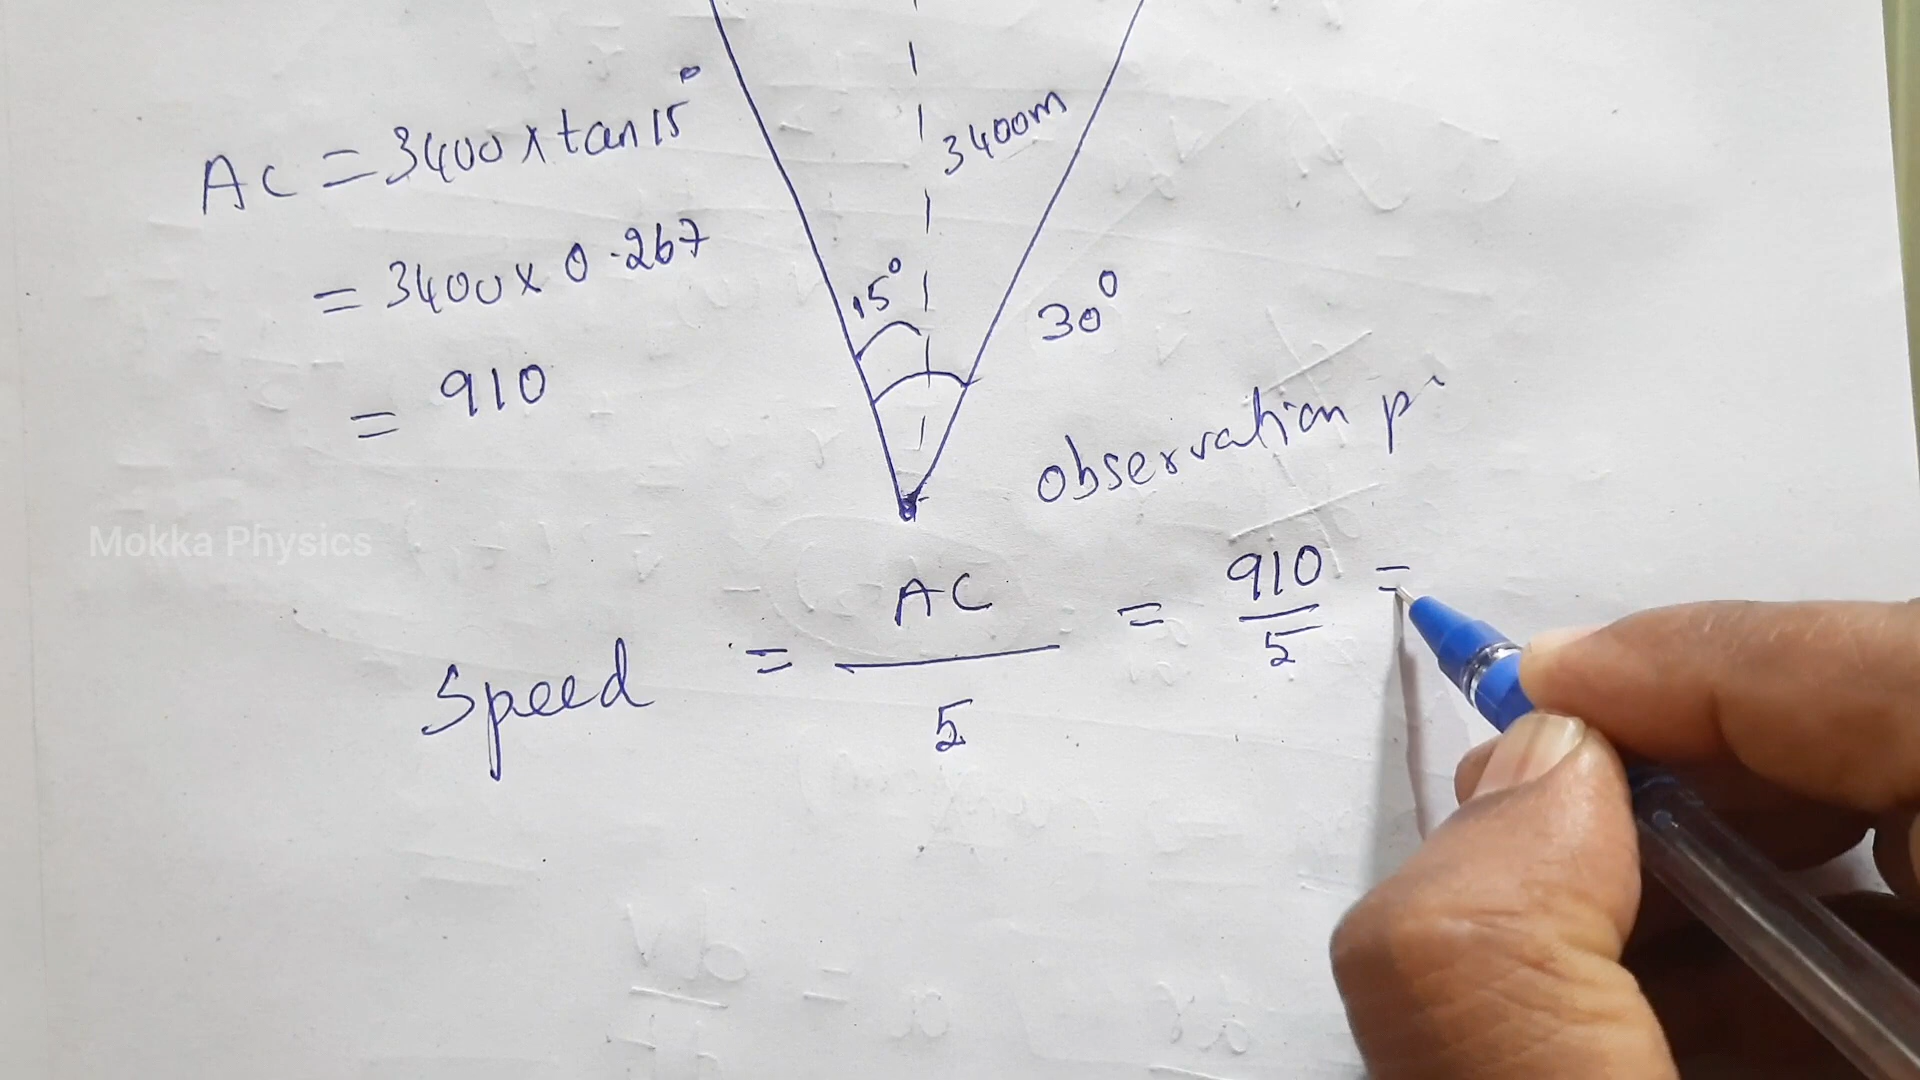 AC = 3400 x tan 15°
= 3400 x 0.267
= 910
3400m
15°
30°
observation
Mokka Physics
Speed = AC / 5 = 910 / 5 =